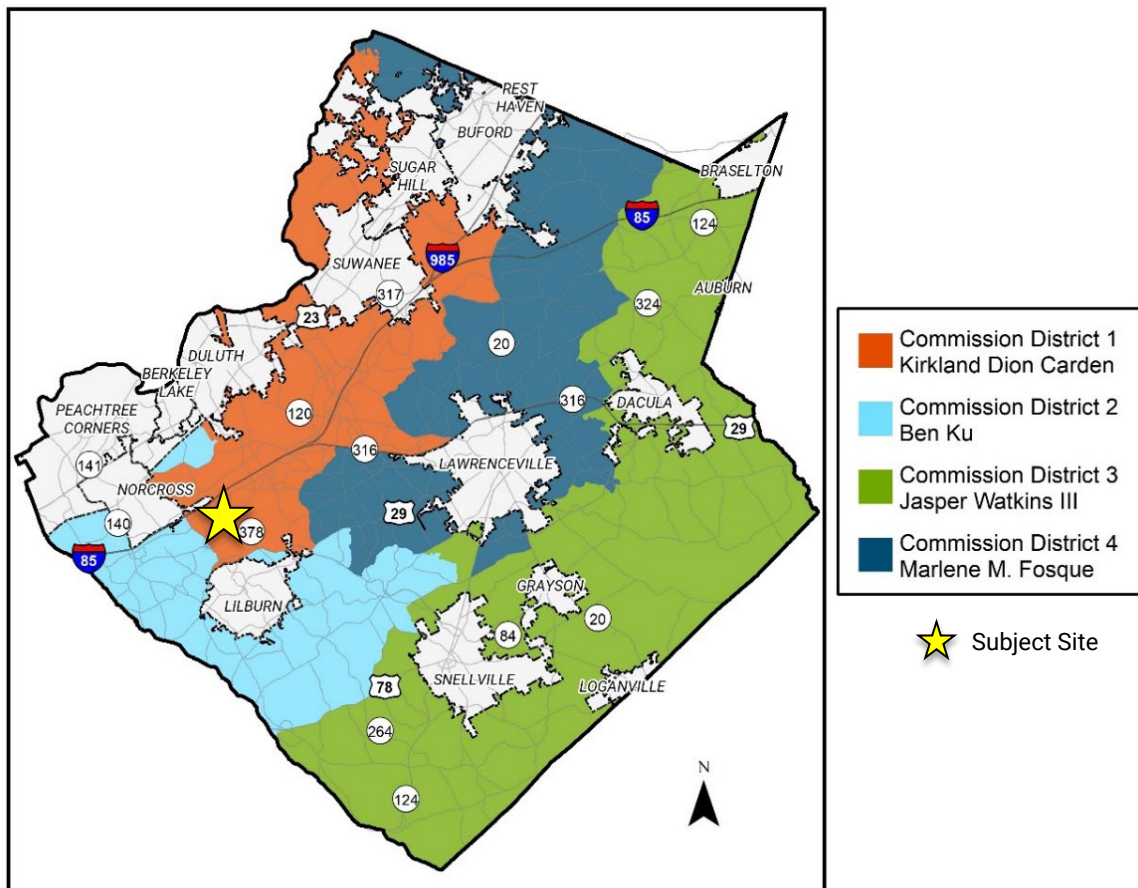 REST
HAVEN
BUFORD
SUGAR
HILL
BRASELTON
85
124
SUWANEE
985
AUBURN
317
324
23
20
DULUTH
BERKELEY
LAKE
DACULA
PEACHTREE
CORNERS
120
316
29
316
LAWRENCEVILLE
141
NORCROSS
29
140
378
85
GRAYSON
LILBURN
20
84
SNELLVILLE
LOGANVILLE
78
264
124
N
Commission District 1
Kirkland Dion Carden
Commission District 2
Ben Ku
Commission District 3
Jasper Watkins III
Commission District 4
Marlene M. Fosque
Subject Site